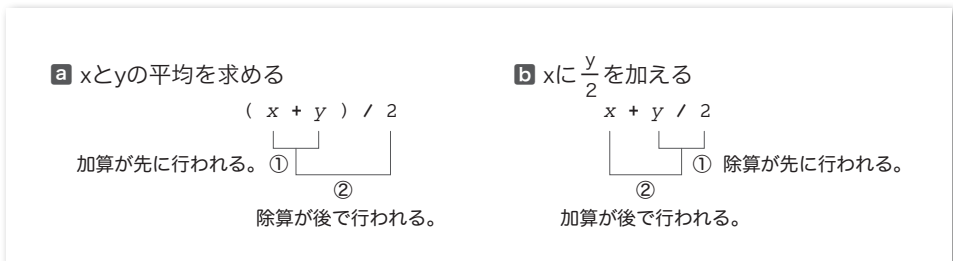 a xとyの平均を求める
( x + y ) / 2
加算が先に行われる。 ①
②
除算が後で行われる。
b xにy/2を加える
x + y / 2
① 除算が先に行われる。
②
加算が後で行われる。